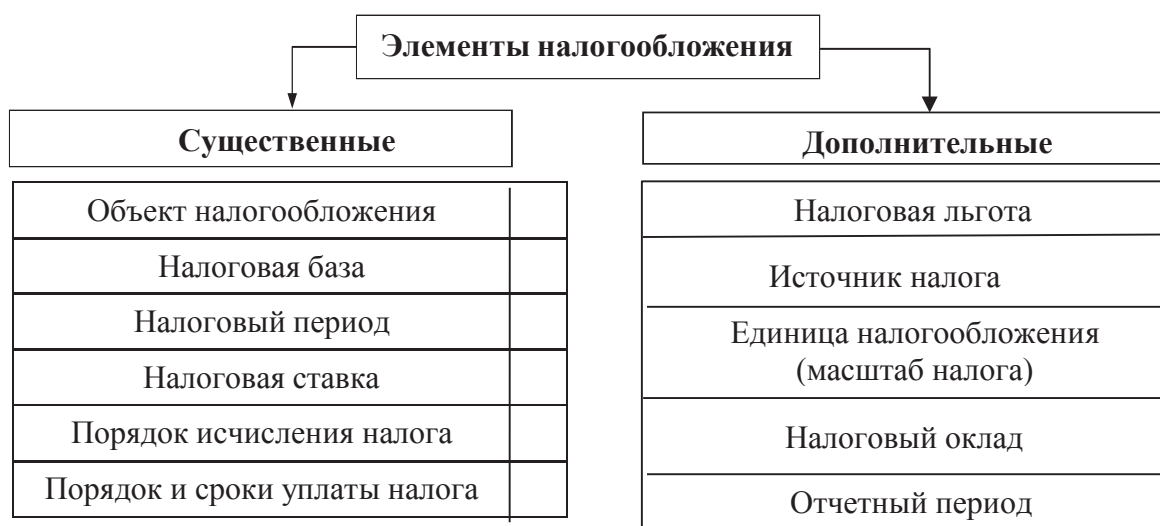 Элементы налогообложения
Существенные
Объект налогообложения
Налоговая база
Налоговый период
Налоговая ставка
Порядок исчисления налога
Порядок и сроки уплаты налога
Дополнительные
Налоговая льгота
Источник налога
Единица налогообложения
(масштаб налога)
Налоговый оклад
Отчетный период